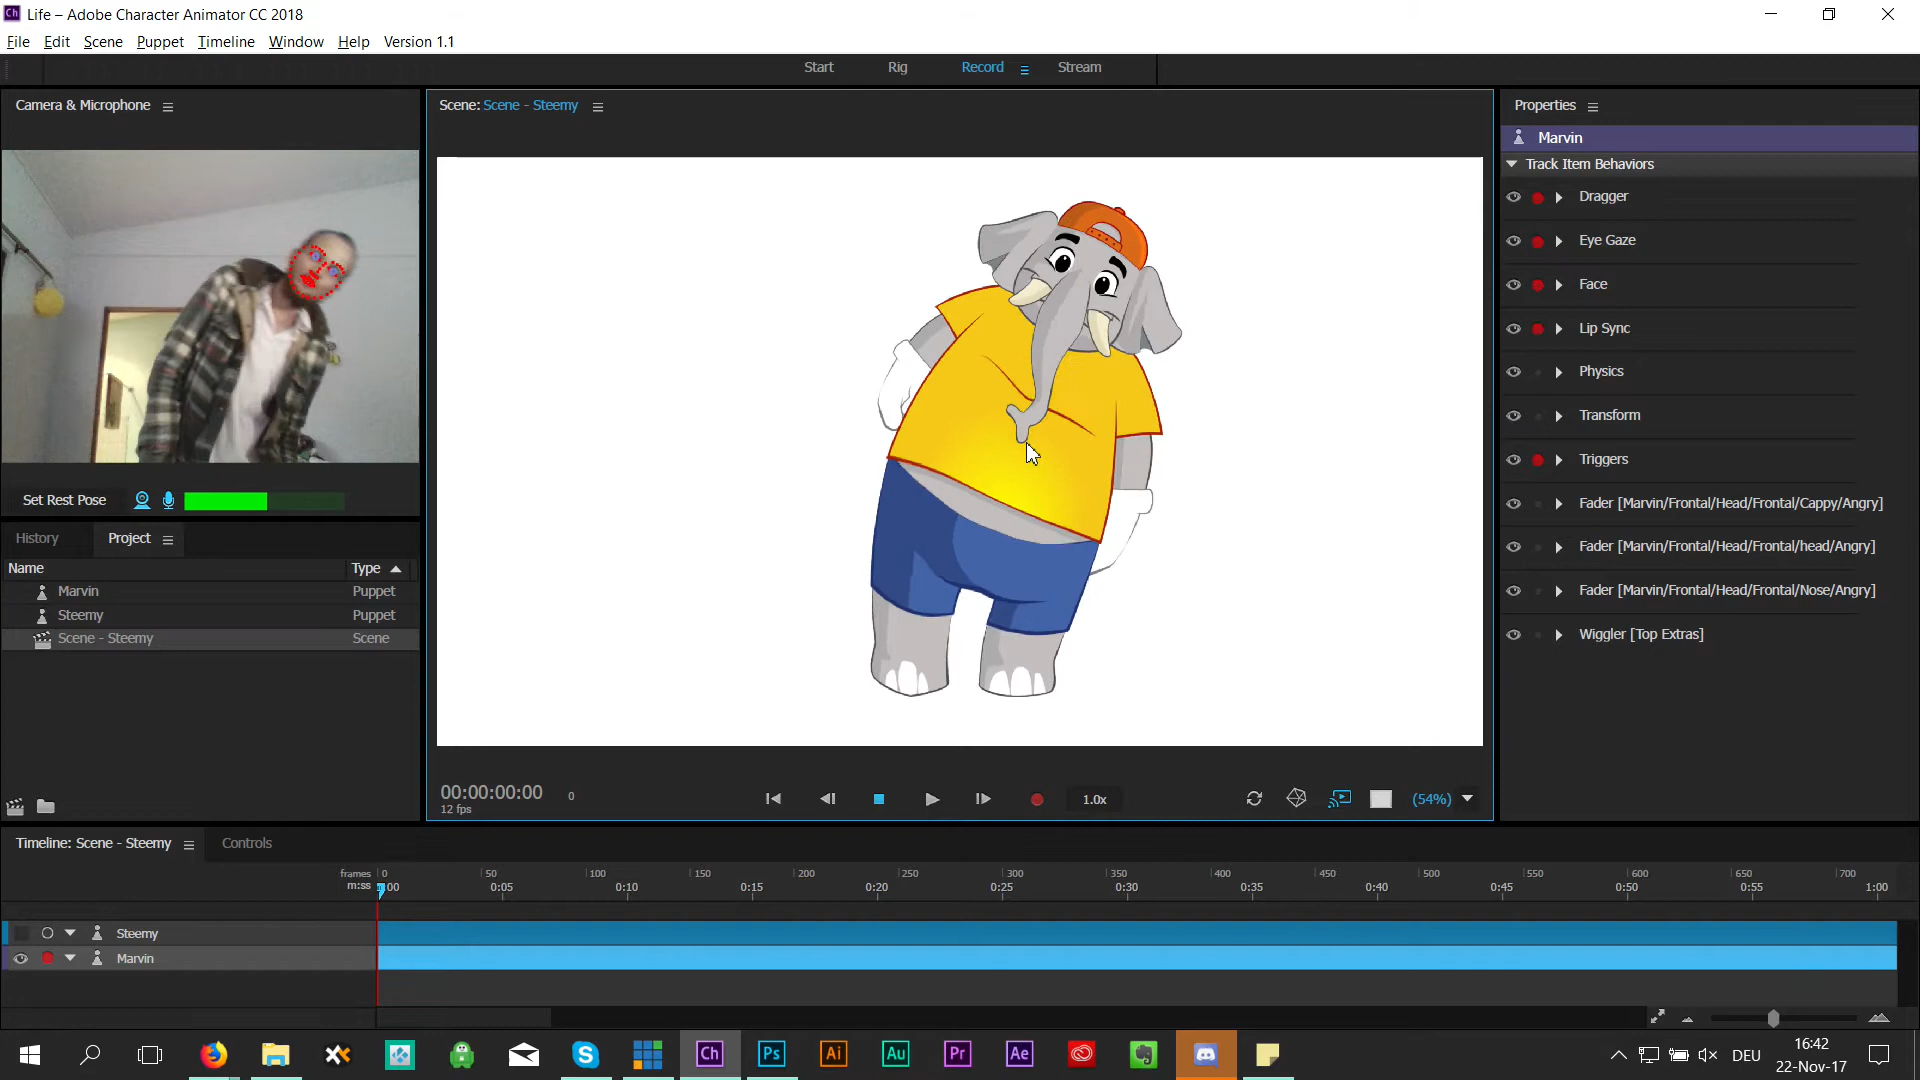 Ch Life – Adobe Character Animator CC 2018
File Edit Scene Puppet Timeline Window Help Version 1.1
Start Rig Record Stream
Camera & Microphone
Set Rest Pose
History Project
Name Type
Marvin Puppet
Steemy Puppet
Scene - Steemy Scene
Scene: Scene - Steemy
00:00:00:00 0
12 fps
1.0x
(54%)
Properties
Marvin
Track Item Behaviors
Dragger
Eye Gaze
Face
Lip Sync
Physics
Transform
Triggers
Fader [Marvin/Frontal/Head/Frontal/Cappy/Angry]
Fader [Marvin/Frontal/Head/Frontal/head/Angry]
Fader [Marvin/Frontal/Head/Frontal/Nose/Angry]
Wiggler [Top Extras]
Timeline: Scene - Steemy Controls
frames 0 50 100 150 200 250 300 350 400 450 500 550 600 650 700
m:ss :00 0:05 0:10 0:15 0:20 0:25 0:30 0:35 0:40 0:45 0:50 0:55 1:00
Steemy
Marvin
Ch Ps Ai Au Pr Ae
DEU
16:42
22-Nov-17